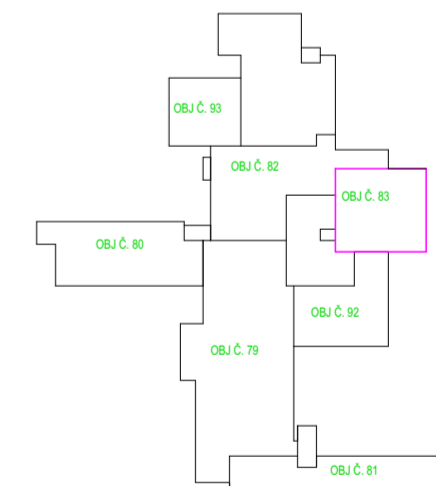 OBJ Č. 93
OBJ Č. 82
OBJ Č. 83
OBJ Č. 80
OBJ Č. 92
OBJ Č. 79
OBJ Č. 81